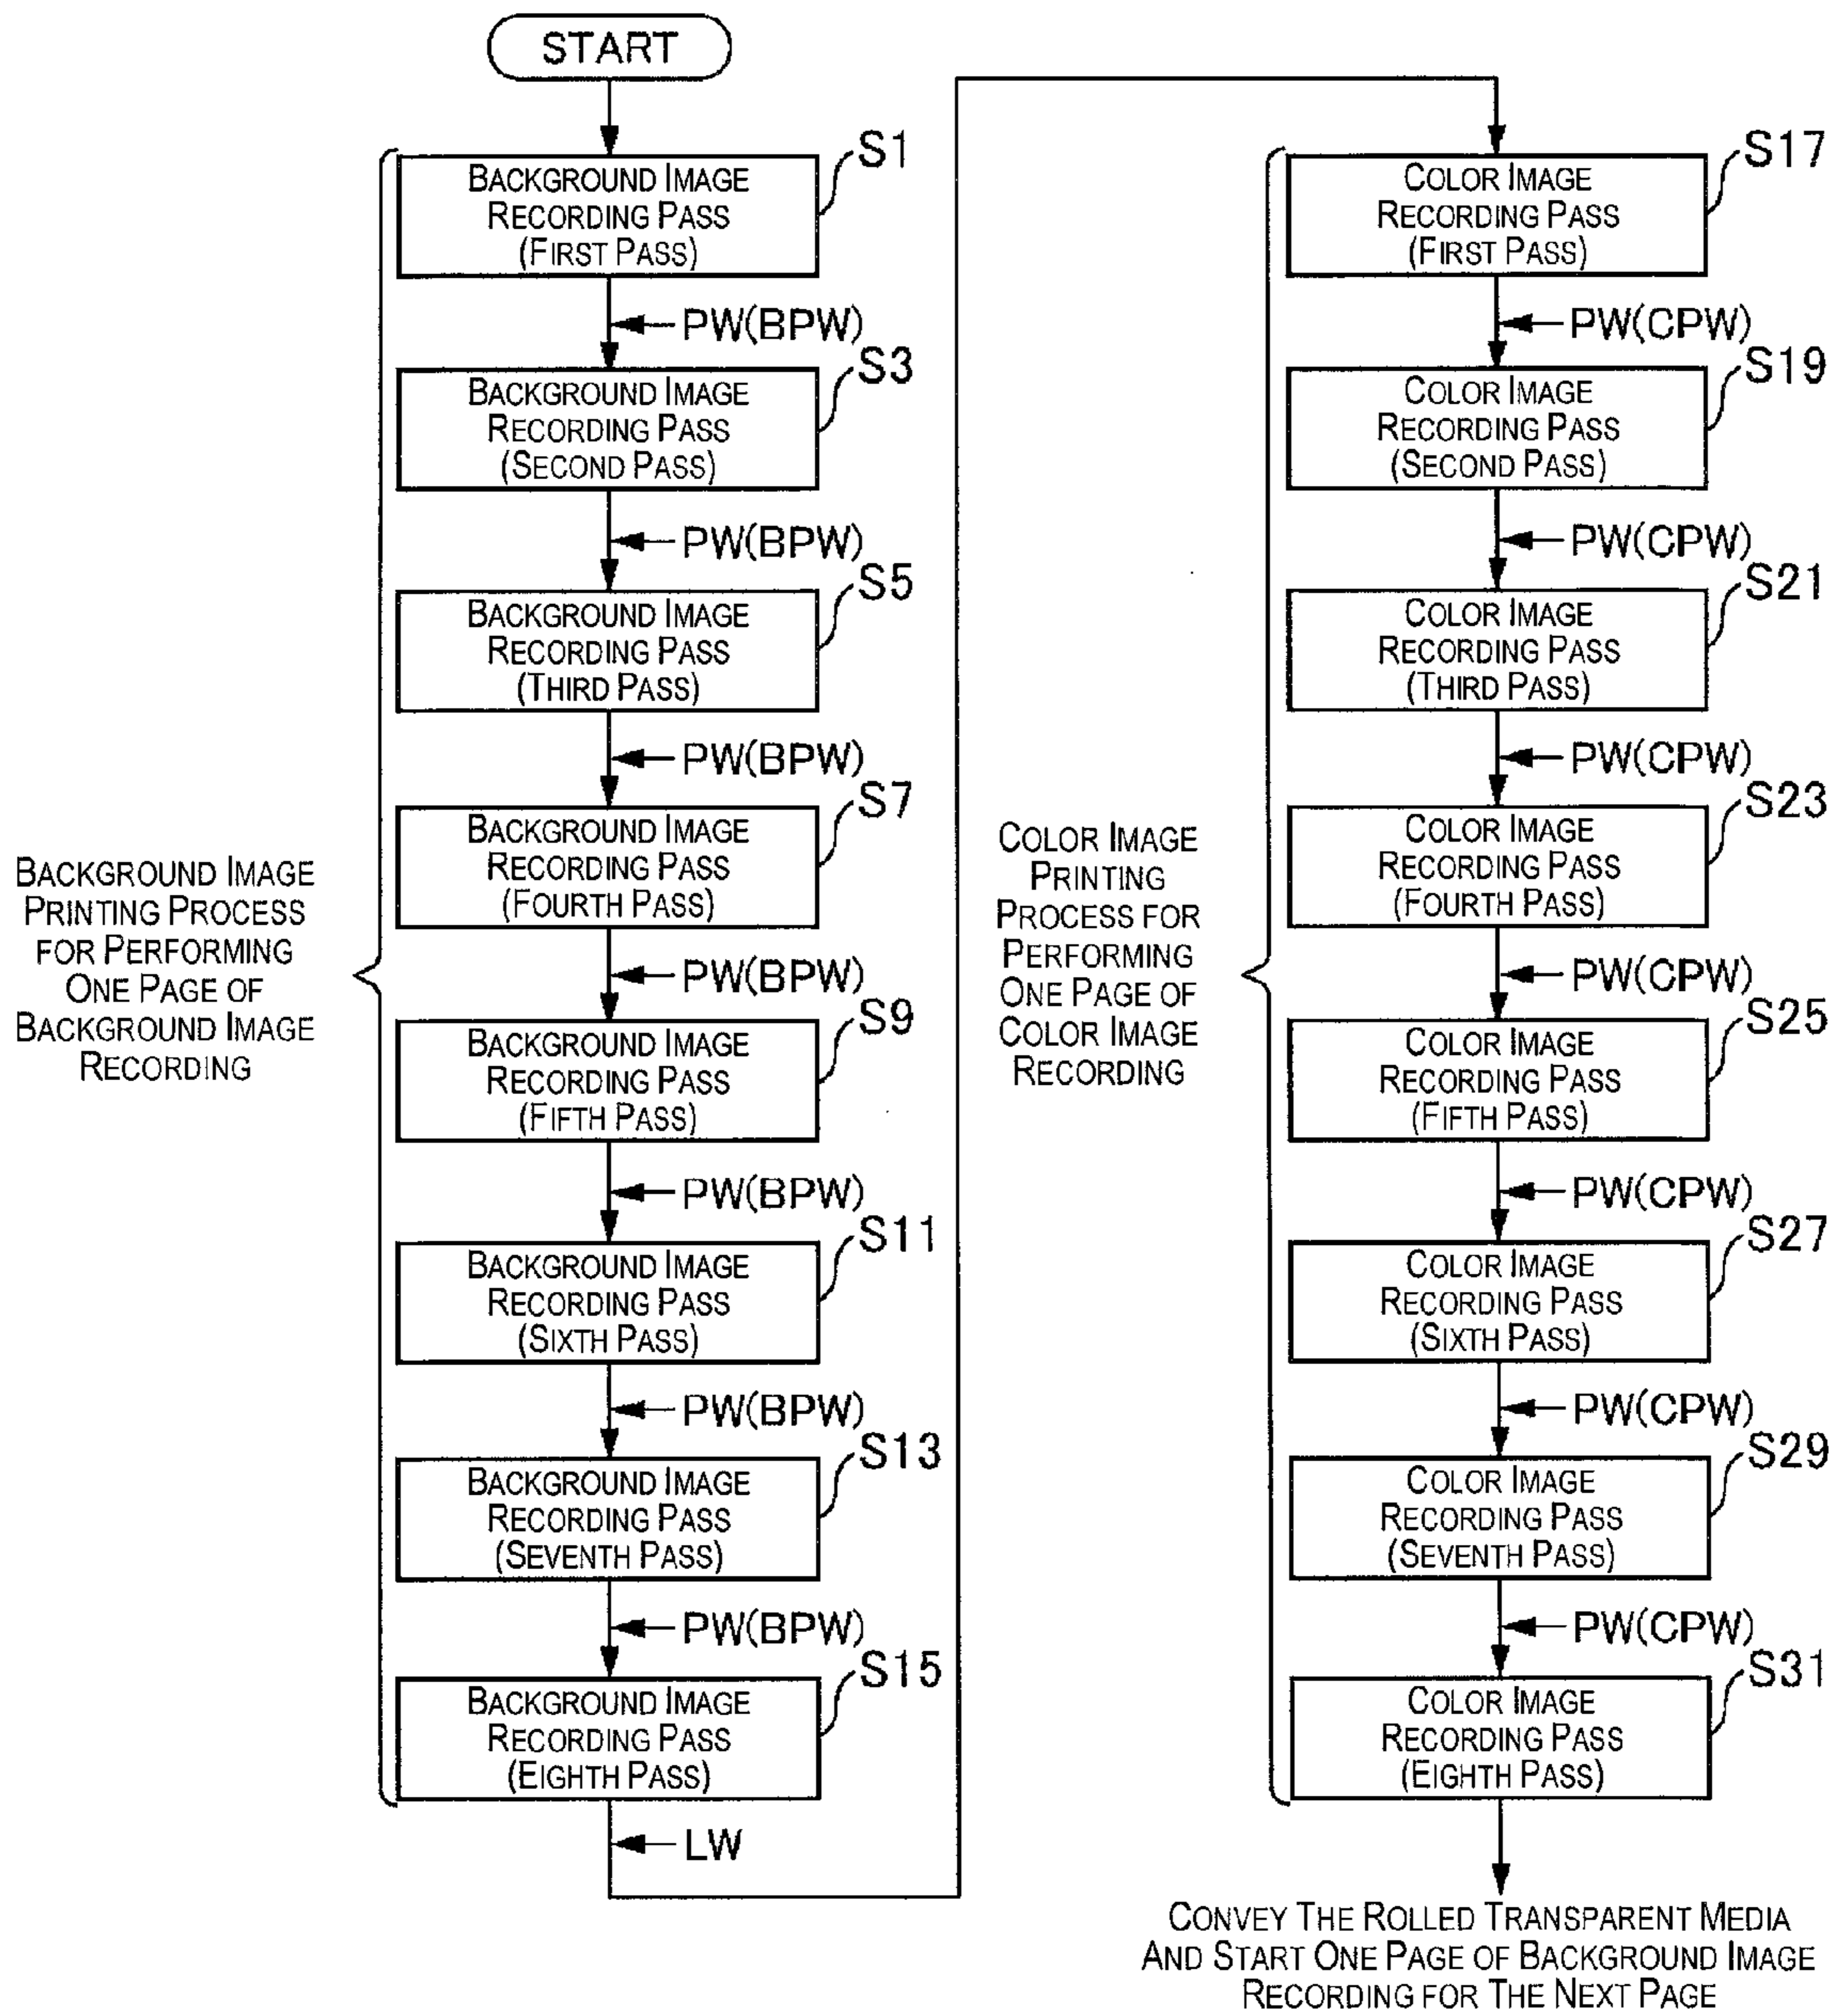 START
S1
BACKGROUND IMAGE
RECORDING PASS
(FIRST PASS)
PW(BPW)
S3
BACKGROUND IMAGE
RECORDING PASS
(SECOND PASS)
PW(BPW)
S5
BACKGROUND IMAGE
RECORDING PASS
(THIRD PASS)
PW(BPW)
S7
BACKGROUND IMAGE
RECORDING PASS
(FOURTH PASS)
PW(BPW)
S9
BACKGROUND IMAGE
RECORDING PASS
(FIFTH PASS)
PW(BPW)
S11
BACKGROUND IMAGE
RECORDING PASS
(SIXTH PASS)
PW(BPW)
S13
BACKGROUND IMAGE
RECORDING PASS
(SEVENTH PASS)
PW(BPW)
S15
BACKGROUND IMAGE
RECORDING PASS
(EIGHTH PASS)
LW
BACKGROUND IMAGE
PRINTING PROCESS
FOR PERFORMING
ONE PAGE OF
BACKGROUND IMAGE
RECORDING
S17
COLOR IMAGE
RECORDING PASS
(FIRST PASS)
PW(CPW)
S19
COLOR IMAGE
RECORDING PASS
(SECOND PASS)
PW(CPW)
S21
COLOR IMAGE
RECORDING PASS
(THIRD PASS)
PW(CPW)
S23
COLOR IMAGE
RECORDING PASS
(FOURTH PASS)
PW(CPW)
S25
COLOR IMAGE
RECORDING PASS
(FIFTH PASS)
PW(CPW)
S27
COLOR IMAGE
RECORDING PASS
(SIXTH PASS)
PW(CPW)
S29
COLOR IMAGE
RECORDING PASS
(SEVENTH PASS)
PW(CPW)
S31
COLOR IMAGE
RECORDING PASS
(EIGHTH PASS)
COLOR IMAGE
PRINTING
PROCESS FOR
PERFORMING
ONE PAGE OF
COLOR IMAGE
RECORDING
CONVEY THE ROLLED TRANSPARENT MEDIA
AND START ONE PAGE OF BACKGROUND IMAGE
RECORDING FOR THE NEXT PAGE